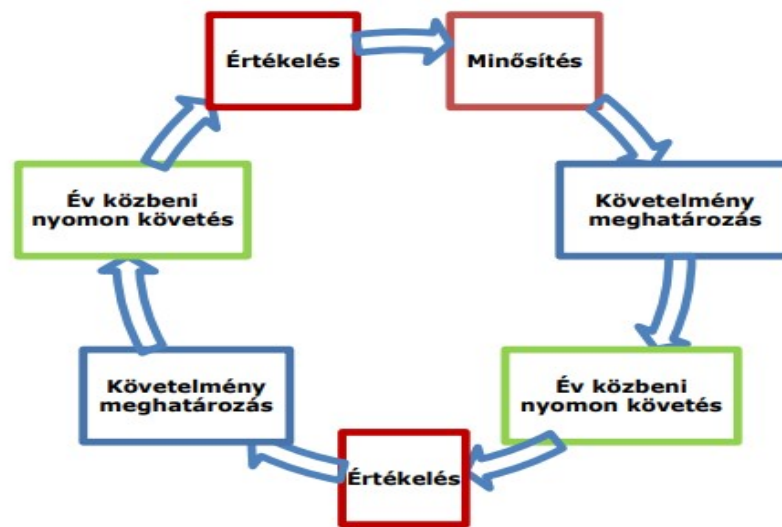 Értékelés
Minősítés
Követelmény
meghatározás
Év közbeni
nyomon követés
Értékelés
Követelmény
meghatározás
Év közbeni
nyomon követés